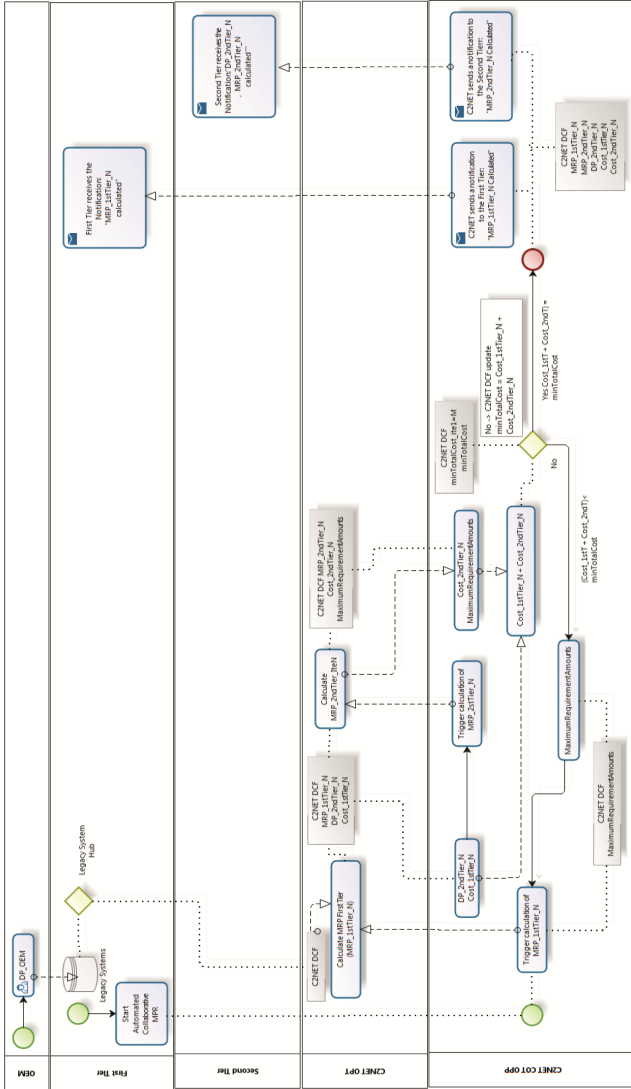 OEM
DP_OEM
First Tier
Legacy Systems
Legacy System
Hub
Start
Automated
Collaborative
MPR
First Tier receives the
Notification:
"MRP_1stTier_N
calculated"
Second Tier
Second Tier receives the
Notification:"DP_2ndTier_N
, MRP_2ndTier_N
calculated""
C2NET OPT
C2NET DCF
Calculate MRP First Tier
(MRP_1stTier_N)
C2NET DCF
MRP_1stTier_N
DP_2ndTier_N
Cost_1stTier_N
Calculate
MRP_2ndTier_IteN
C2NET DCF MRP_2ndTier_N
Cost_2ndTier_N
MaximumRequirementAmounts
C2NET COT OPP
DP_2ndTier_N
Cost_1stTier_N
Trigger calculation of
MRP_2stTier_N
Cost_2ndTier_N
MaximumRequirementAmounts
Cost_1stTier_N + Cost_2ndTier_N
Trigger calculation of
MRP_1stTier_N
MaximumRequirementAmounts
C2NET DCF
MaximumRequirementAmounts
C2NET DCF
minTotalCost_ite1=M
minTotalCost
No -> C2NET DCF update
minTotalCost = Cost_1stTier_N +
Cost_2ndTier_N
No
(Cost_1stT + Cost_2ndT) <
minTotalCost
Yes Cost_1stT + Cost_2ndT) =
minTotalCost
C2NET sends a notification
to the First Tier:
"MRP_1stTier_N Calculated"
C2NET sends a notification to
the Second Tier:
"MRP_2ndTier_N Calculated"
C2NET DCF
MRP_1stTier_N
MRP_2ndTier_N
DP_2ndTier_N
Cost_1stTier_N
Cost_2ndTier_N